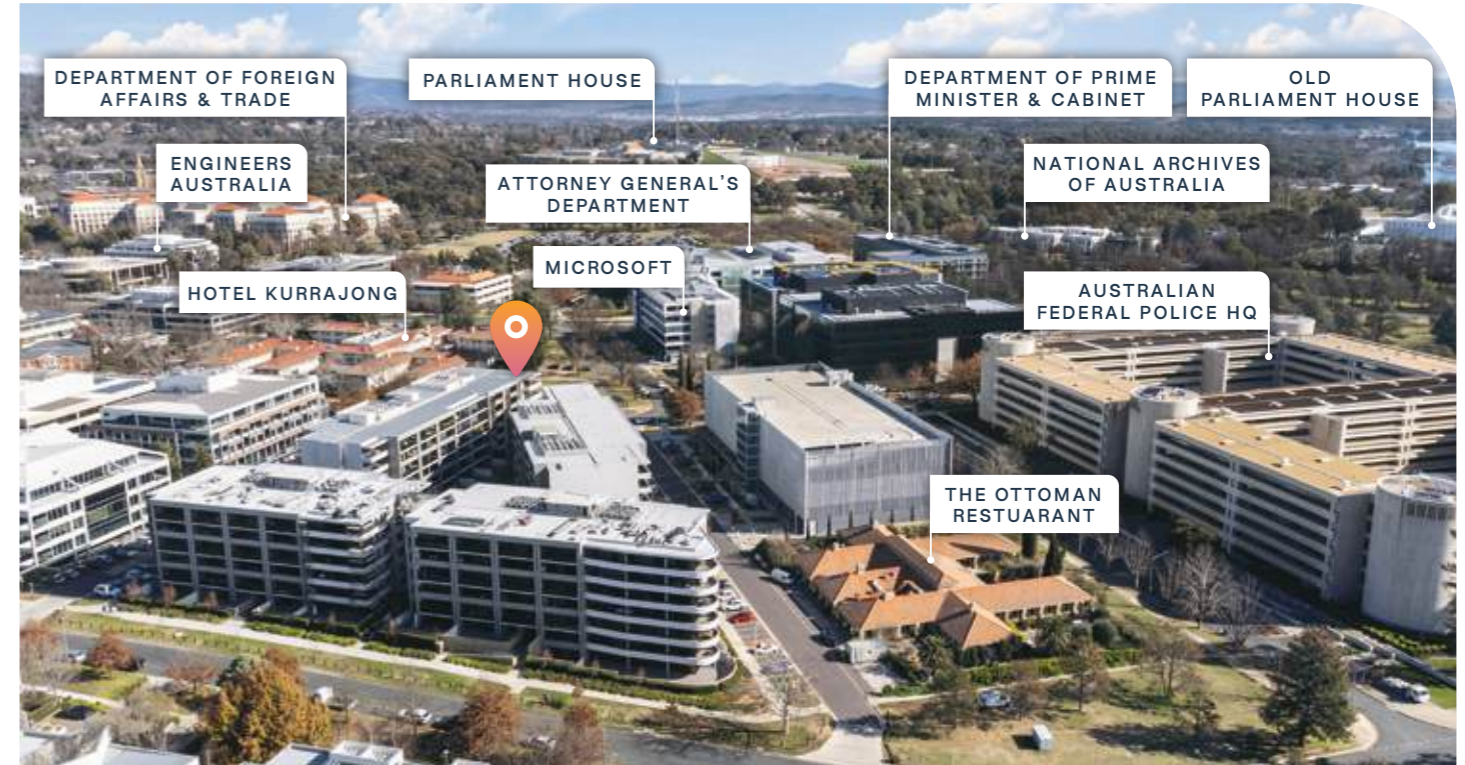 DEPARTMENT OF FOREIGN
AFFAIRS & TRADE
PARLIAMENT HOUSE
DEPARTMENT OF PRIME
MINISTER & CABINET
OLD
PARLIAMENT HOUSE
ENGINEERS
AUSTRALIA
ATTORNEY GENERAL'S
DEPARTMENT
NATIONAL ARCHIVES
OF AUSTRALIA
MICROSOFT
HOTEL KURRAJONG
AUSTRALIAN
FEDERAL POLICE HQ
THE OTTOMAN
RESTUARANT